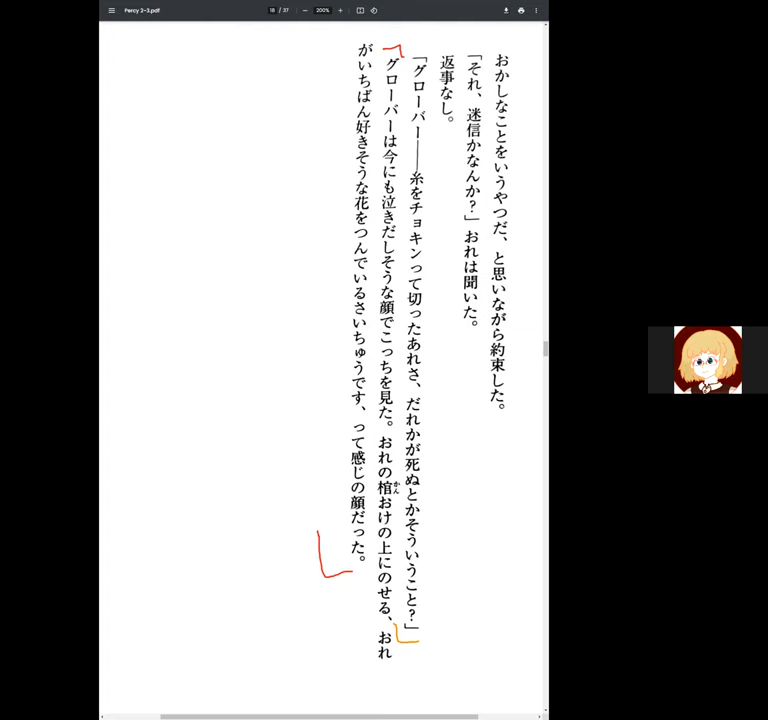 Percy 2-3.pdf
18 / 37
200%
おかしなことをいうやつだ、と思いながら約束した。
「それ、迷信かなんか?」おれは聞いた。
返事なし。
「グローバー――糸をチョキンって切ったあれさ、だれかが死ぬとかそういうこと?」
グローバーは今にも泣きだしそうな顔でこっちを見た。おれの棺おけの上にのせる、おれ
かん
がいちばん好きそうな花をつんでいるさいちゅうです、って感じの顔だった。